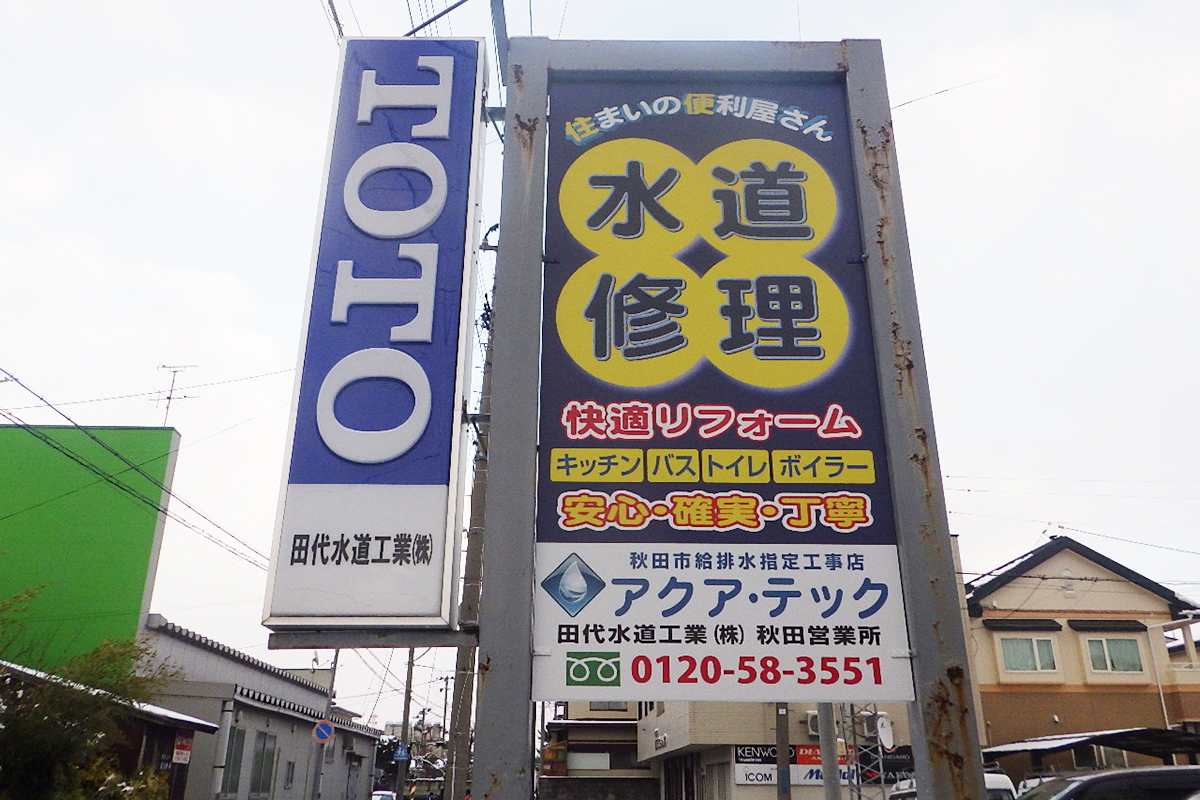 TOTO
田代水道工業㈱
住まいの便利屋さん
水道
修理
快適リフォーム
キッチン バス トイレ ボイラー
安心・確実・丁寧
秋田市給排水指定工事店
アクア・テック
田代水道工業(株) 秋田営業所
0120-58-3551
KENWOOD
ICOM